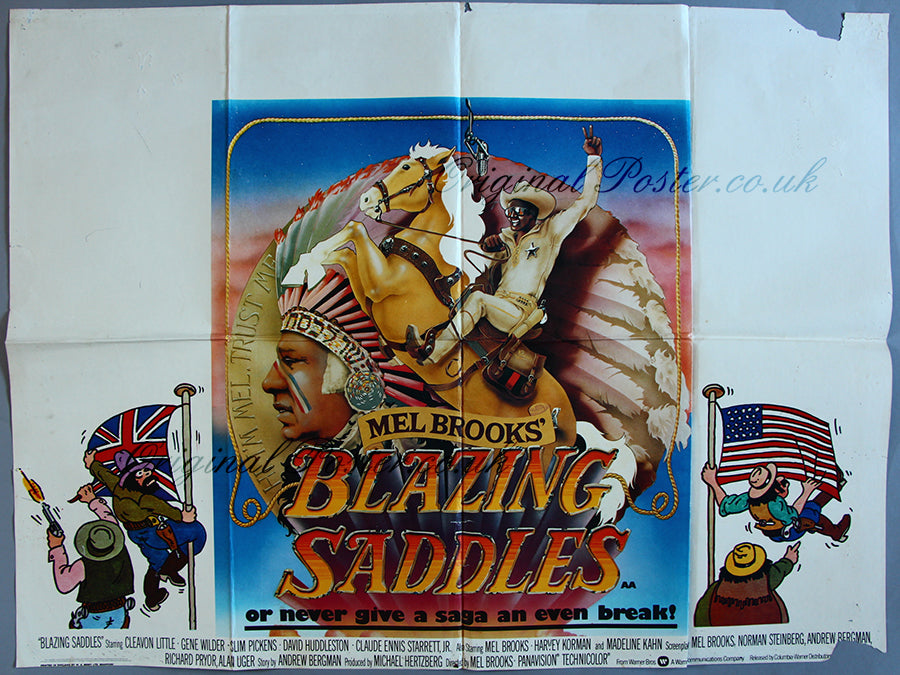 Original Poster.co.uk
I'M MEL, TRUST ME
MEL BROOKS'
Original Poster.co.uk
BLAZING
SADDLES
AA
or never give a saga an even break!
"BLAZING SADDLES" Starring CLEAVON LITTLE · GENE WILDER · SLIM PICKENS · DAVID HUDDLESTON · CLAUDE ENNIS STARRETT, JR. Also Starring MEL BROOKS · HARVEY KORMAN and MADELINE KAHN Screenplay MEL BROOKS, NORMAN STEINBERG, ANDREW BERGMAN,
RICHARD PRYOR, ALAN UGER Story by ANDREW BERGMAN Produced by MICHAEL HERTZBERG Directed by MEL BROOKS · PANAVISION® TECHNICOLOR® From Warner Bros. A Warner Communications Company Released by Columbia-Warner Distributors